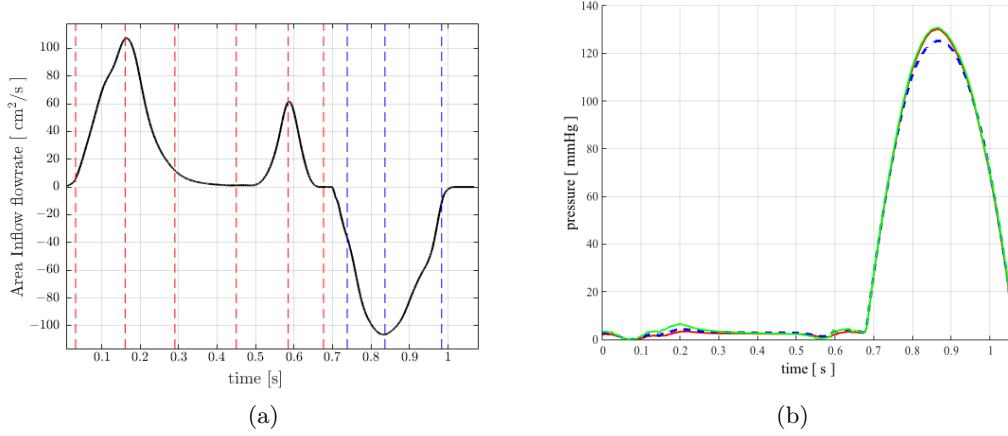 Area Inflow flowrate [ cm²/s ]
100
80
60
40
20
0
−20
−40
−60
−80
−100
0.1 0.2 0.3 0.4 0.5 0.6 0.7 0.8 0.9 1
time [s]
(a)
pressure [ mmHg ]
140
120
100
80
60
40
20
0
0 0.1 0.2 0.3 0.4 0.5 0.6 0.7 0.8 0.9 1
time [ s ]
(b)